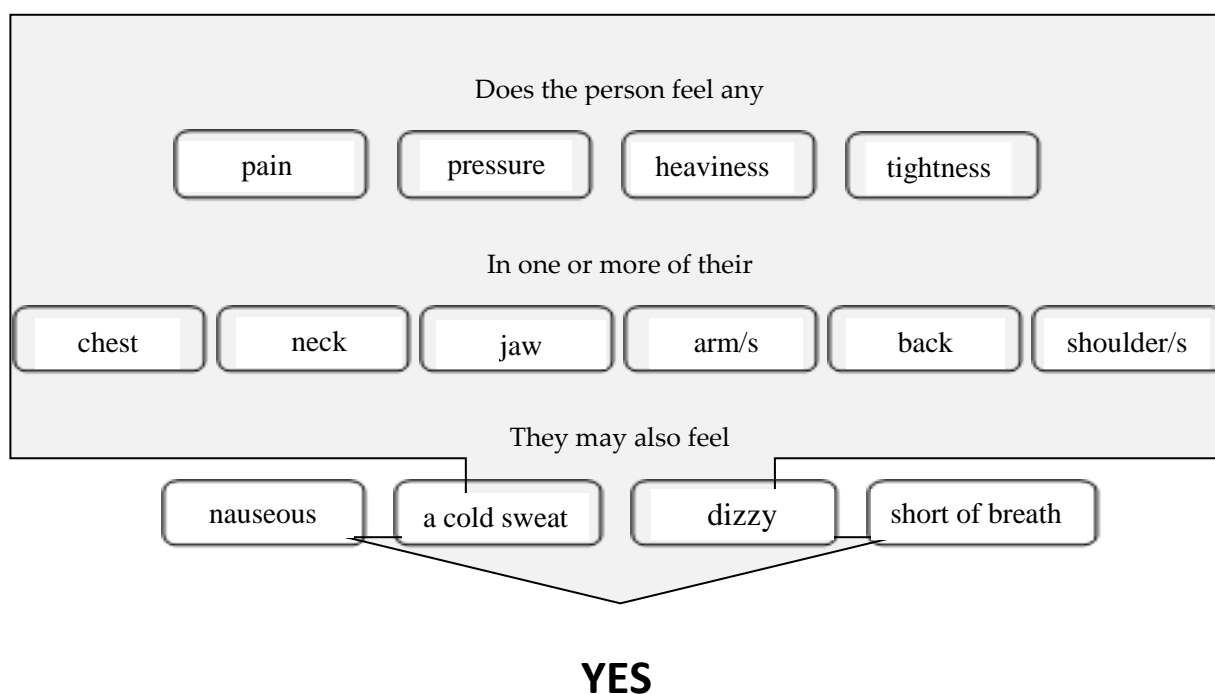 Does the person feel any
pain pressure heaviness tightness
In one or more of their
chest neck jaw arm/s back shoulder/s
They may also feel
nauseous a cold sweat dizzy short of breath
YES